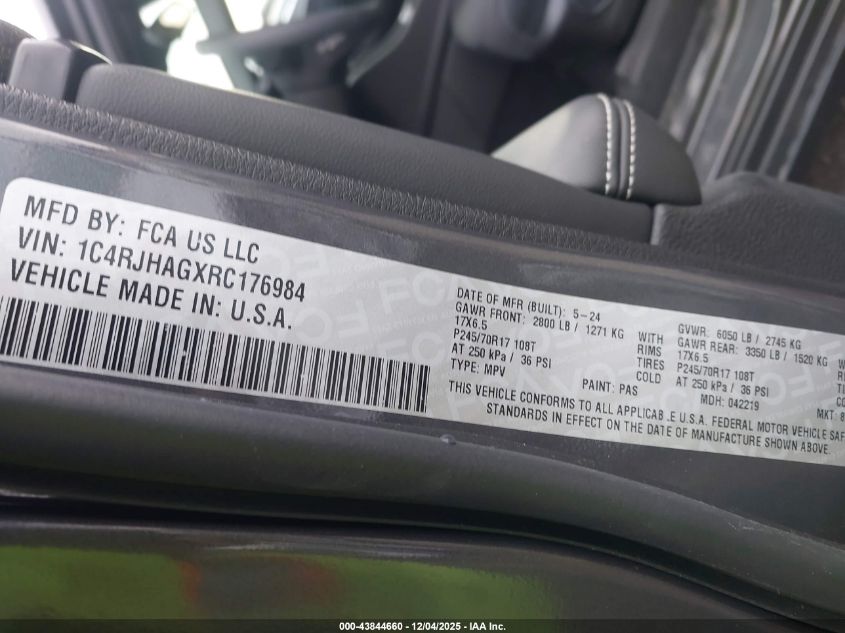 MFD BY: FCA US LLC
VIN: 1C4RJHAGXRC176984
VEHICLE MADE IN: U.S.A.
DATE OF MFR (BUILT): 5-24
GAWR FRONT: 2800 LB / 1271 KG WITH
17X6.5 RIMS
P245/70R17 108T TIRES
AT 250 kPa / 36 PSI COLD
TYPE: MPV PAINT: PAS
GVWR: 6050 LB / 2745 KG
GAWR REAR: 3350 LB / 1520 KG
17X6.5
P245/70R17 108T
AT 250 kPa / 36 PSI
MDH: 042219
MKT: 8
THIS VEHICLE CONFORMS TO ALL APPLICABLE U.S.A. FEDERAL MOTOR VEHICLE SAF
STANDARDS IN EFFECT ON THE DATE OF MANUFACTURE SHOWN ABOVE.
000-43844660 - 12/04/2025 - IAA Inc.